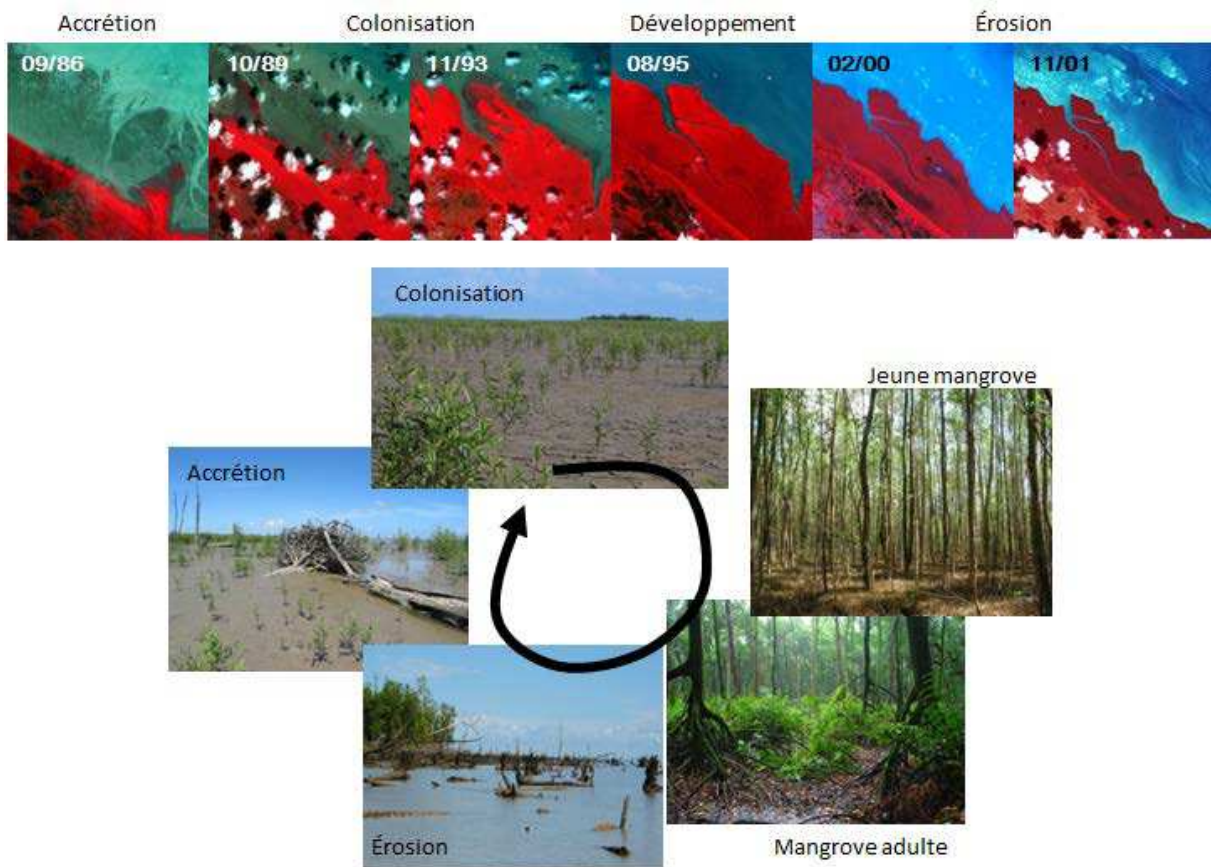 Accrétion Colonisation Développement Érosion
09/86 10/89 11/93 08/95 02/00 11/01
Colonisation
Jeune mangrove
Accrétion
Érosion
Mangrove adulte